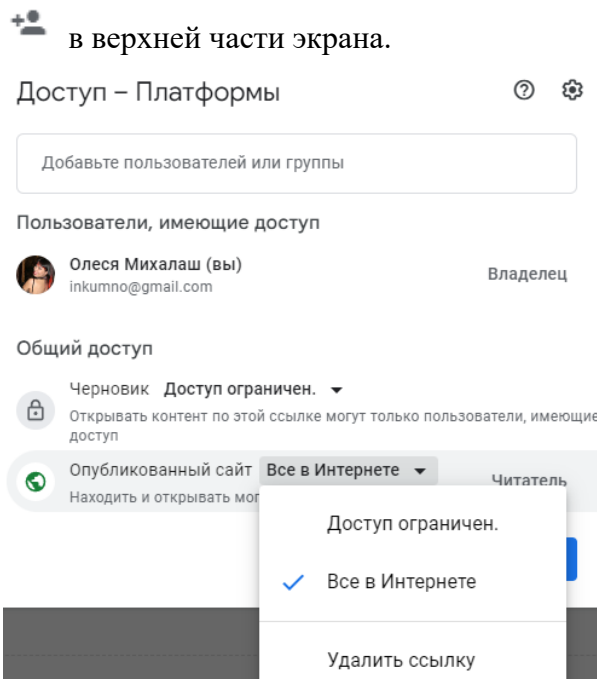 в верхней части экрана.
Доступ – Платформы
Добавьте пользователей или группы
Пользователи, имеющие доступ
Олеся Михалаш (вы)
inkumno@gmail.com
Владелец
Общий доступ
Черновик Доступ ограничен.
Открывать контент по этой ссылке могут только пользователи, имеющие
доступ
Опубликованный сайт Все в Интернете
Читатель
Находить и открывать мог
Доступ ограничен.
Все в Интернете
Удалить ссылку